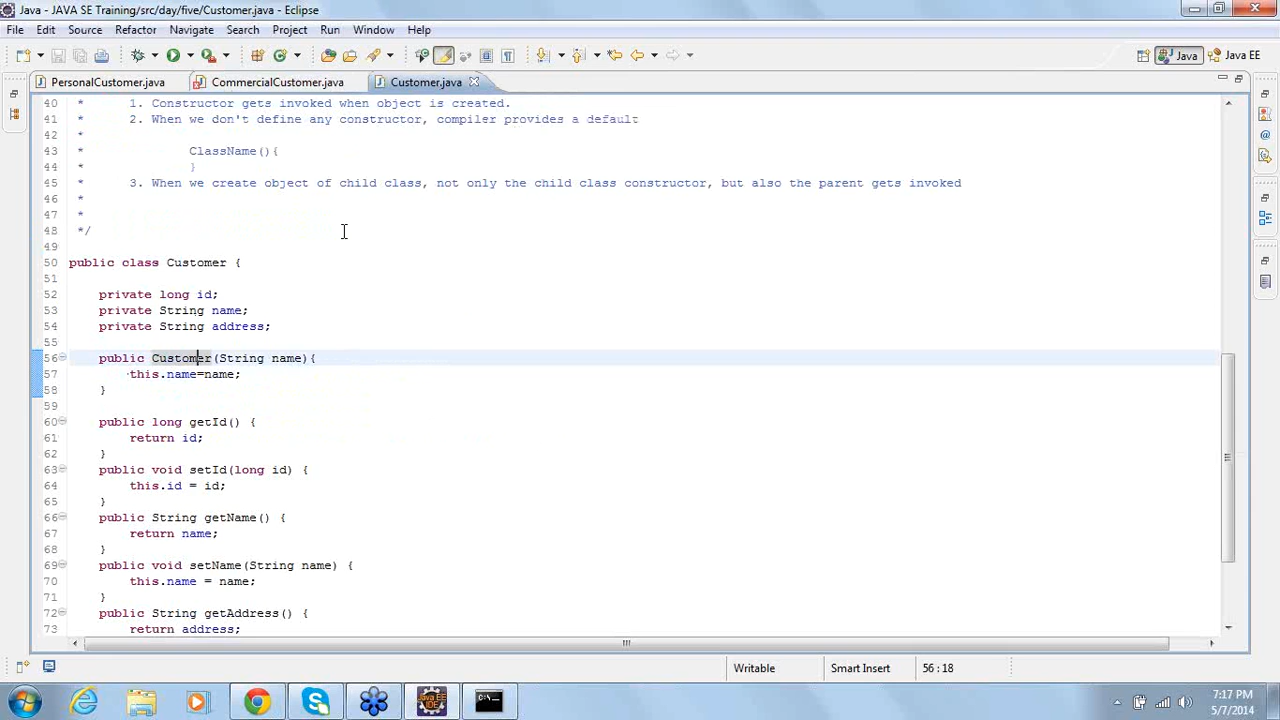 Java - JAVA SE Training/src/day/five/Customer.java - Eclipse
File Edit Source Refactor Navigate Search Project Run Window Help
Java Java EE
PersonalCustomer.java CommercialCustomer.java Customer.java
40 * 1. Constructor gets invoked when object is created.
41 * 2. When we don't define any constructor, compiler provides a default
42 *
43 * ClassName(){
44 * }
45 * 3. When we create object of child class, not only the child class constructor, but also the parent gets invoked
46 *
47 *
48 */
49
50 public class Customer {
51
52 private long id;
53 private String name;
54 private String address;
55
56 public Customer(String name){
57 this.name=name;
58 }
59
60 public long getId() {
61 return id;
62 }
63 public void setId(long id) {
64 this.id = id;
65 }
66 public String getName() {
67 return name;
68 }
69 public void setName(String name) {
70 this.name = name;
71 }
72 public String getAddress() {
73 return address;
Writable Smart Insert 56 : 18
Java EE
IDE
7:17 PM
5/7/2014